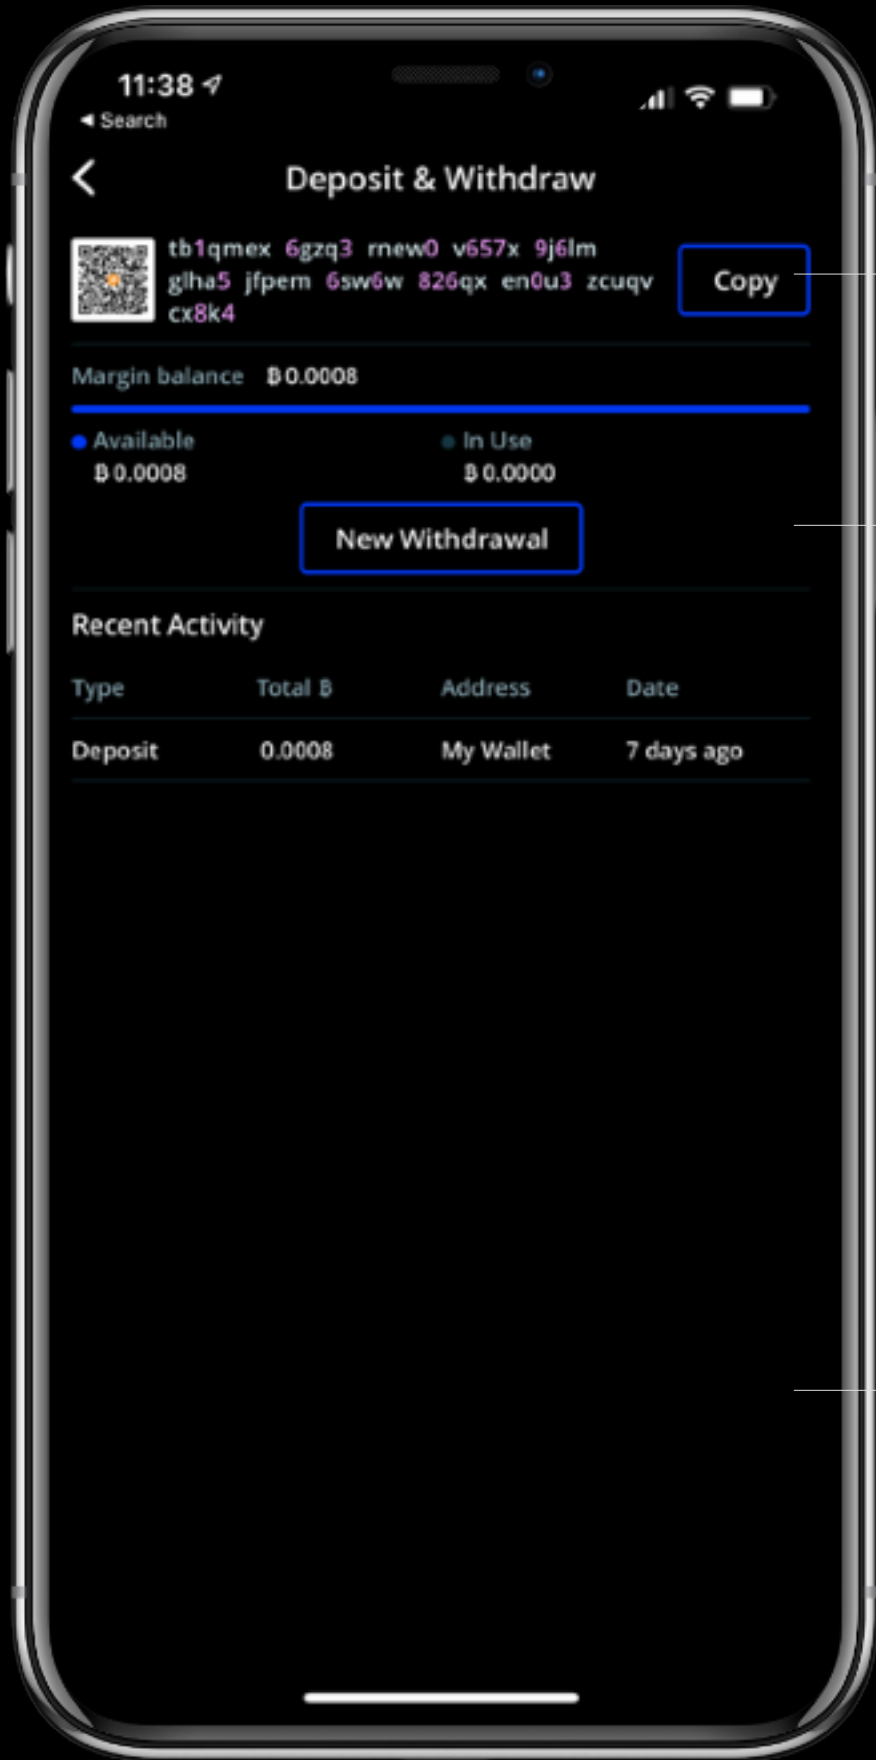 11:38
◀ Search
Deposit & Withdraw
tb1qmex 6gzq3 rnew0 v657x 9j6lm
glha5 jfpem 6sw6w 826qx en0u3 zcuqv
cx8k4
Copy
Margin balance ₿0.0008
Available
₿0.0008
In Use
₿0.0000
New Withdrawal
Recent Activity
Type Total ₿ Address Date
Deposit 0.0008 My Wallet 7 days ago